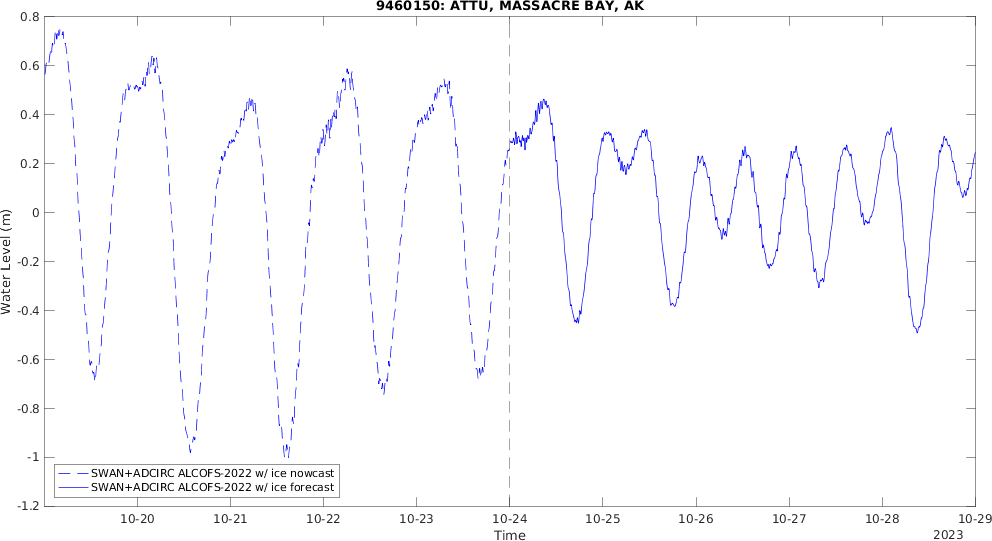 9460150: ATTU, MASSACRE BAY, AK
0.8
0.6
0.4
0.2
0
-0.2
-0.4
-0.6
-0.8
-1
-1.2
Water Level (m)
SWAN+ADCIRC ALCOFS-2022 w/ ice nowcast
SWAN+ADCIRC ALCOFS-2022 w/ ice forecast
10-20 10-21 10-22 10-23 10-24 10-25 10-26 10-27 10-28 10-29
Time
2023